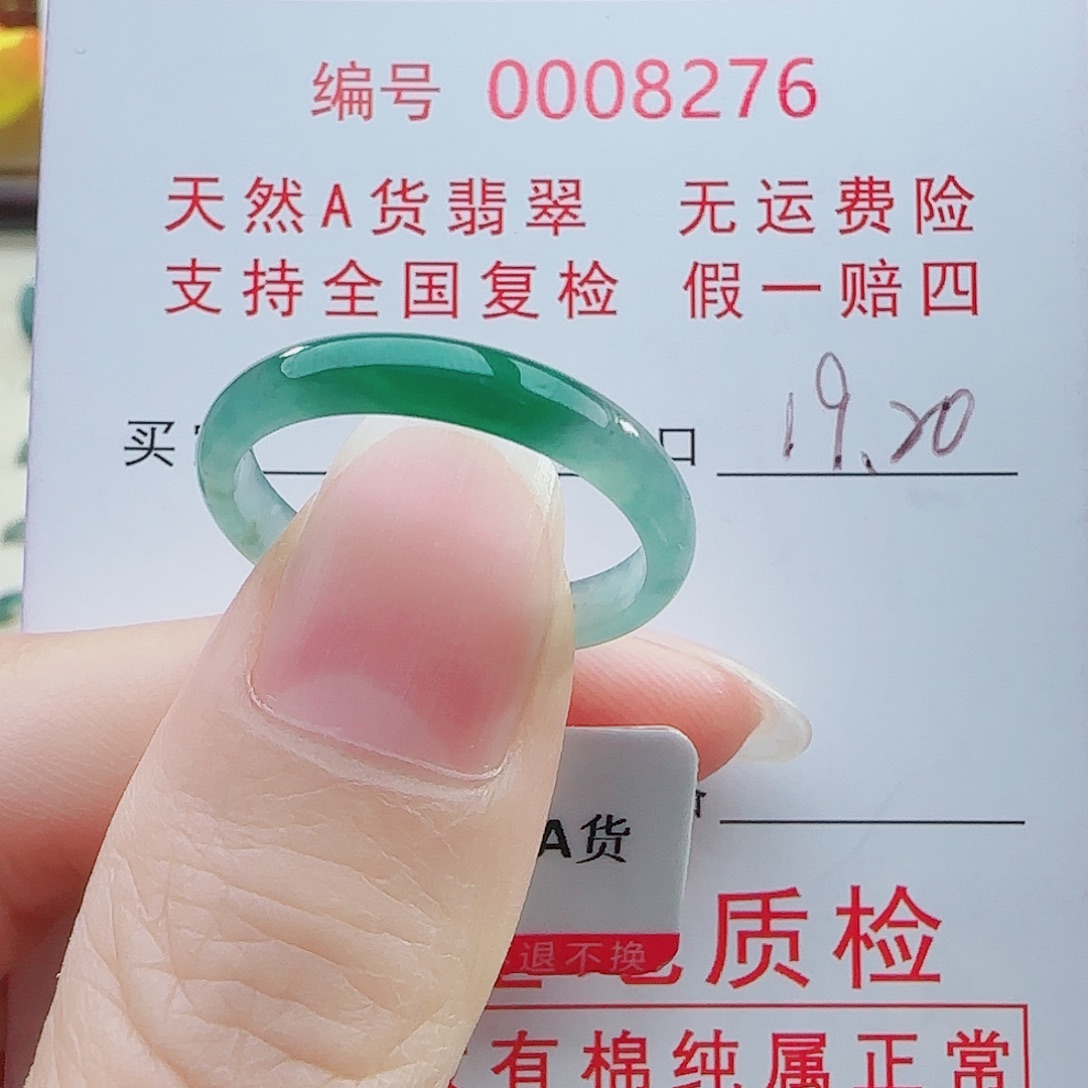 编号 0008276
天然A货翡翠 无运费险
支持全国复检 假一赔四
买 口 19.20
A货
退不换
质检
有棉纯属正常